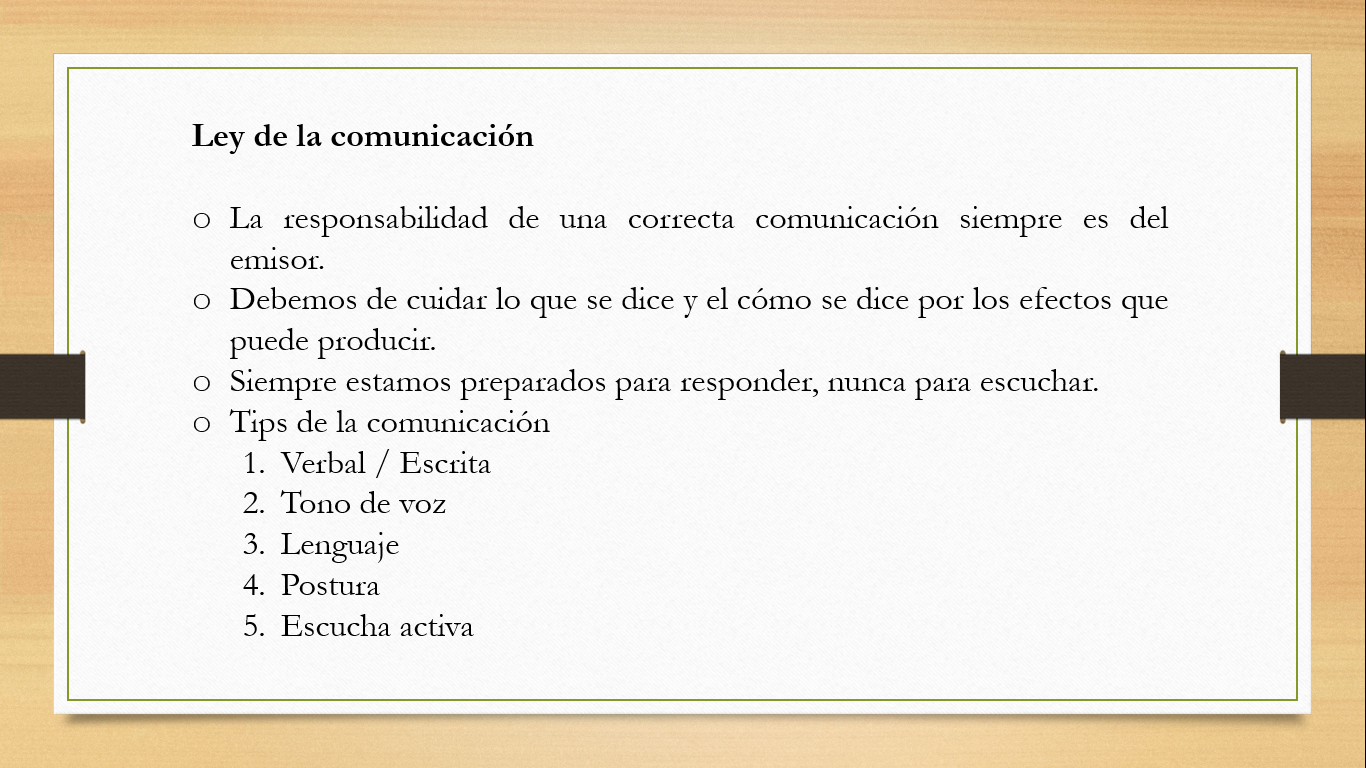 Ley de la comunicación
o La responsabilidad de una correcta comunicación siempre es del
emisor.
o Debemos de cuidar lo que se dice y el cómo se dice por los efectos que
puede producir.
o Siempre estamos preparados para responder, nunca para escuchar.
o Tips de la comunicación
1. Verbal / Escrita
2. Tono de voz
3. Lenguaje
4. Postura
5. Escucha activa